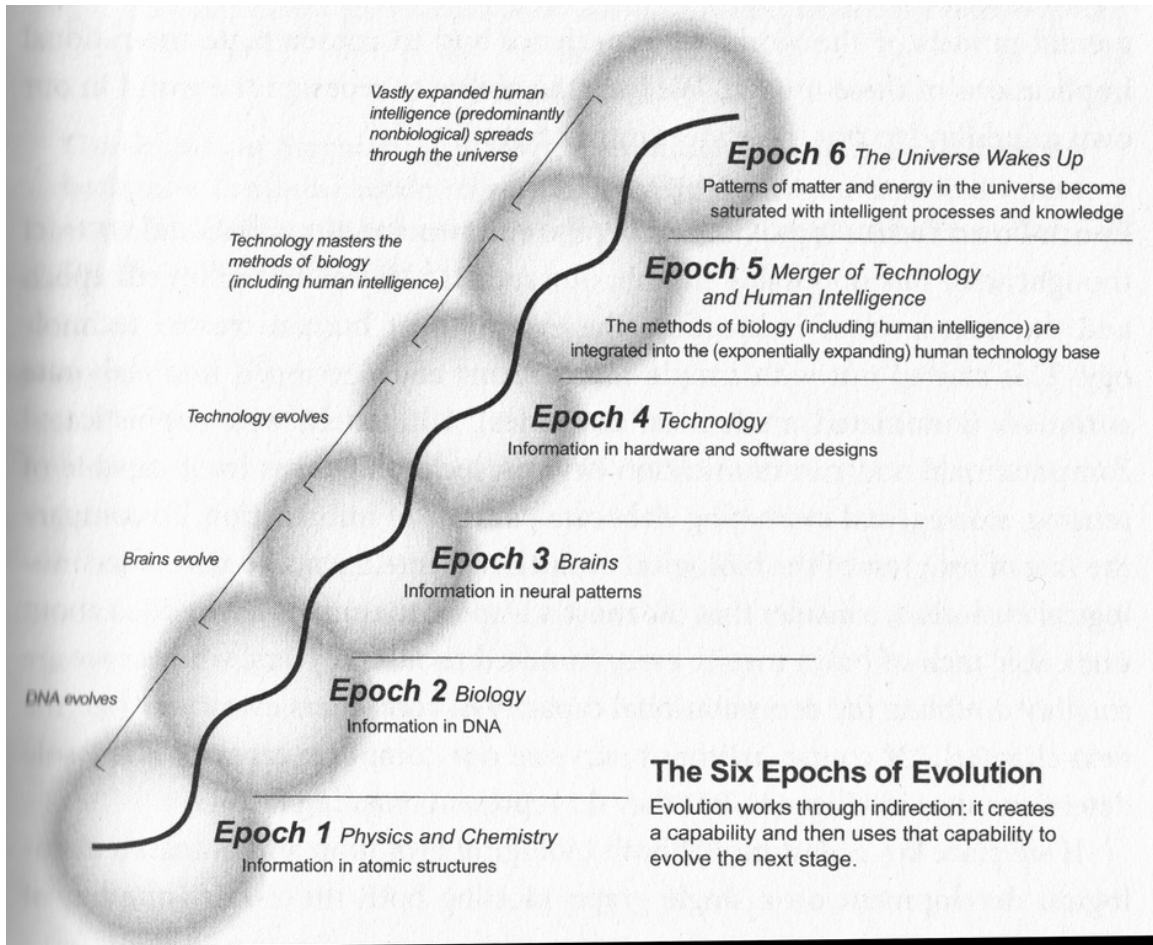 Vastly expanded human
intelligence (predominantly
nonbiological) spreads
through the universe
Epoch 6 The Universe Wakes Up
Patterns of matter and energy in the universe become
saturated with intelligent processes and knowledge
Technology masters the
methods of biology
(including human intelligence)
Epoch 5 Merger of Technology
and Human Intelligence
The methods of biology (including human intelligence) are
integrated into the (exponentially expanding) human technology base
Technology evolves
Epoch 4 Technology
Information in hardware and software designs
Brains evolve
Epoch 3 Brains
Information in neural patterns
DNA evolves
Epoch 2 Biology
Information in DNA
Epoch 1 Physics and Chemistry
Information in atomic structures
The Six Epochs of Evolution
Evolution works through indirection: it creates
a capability and then uses that capability to
evolve the next stage.